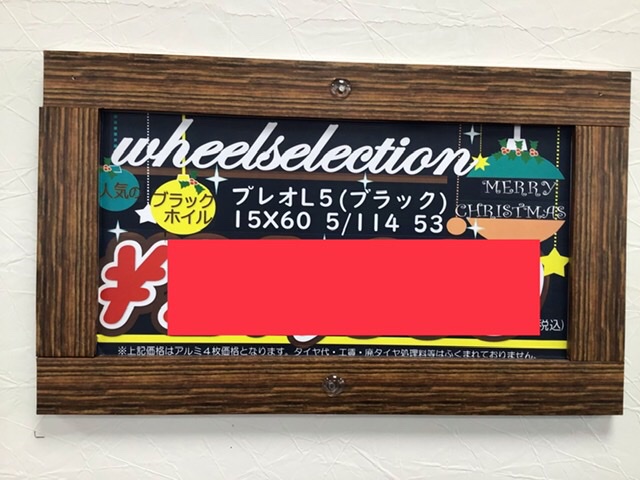 wheelselection
人気の
ブラック
ホイル
ブレオL5(ブラック)
15X60 5/114 53
MERRY
CHRISTMAS
¥
税込)
※上記価格はアルミ4枚価格となります。タイヤ代・工賃・廃タイヤ処理料等はふくまれておりません。